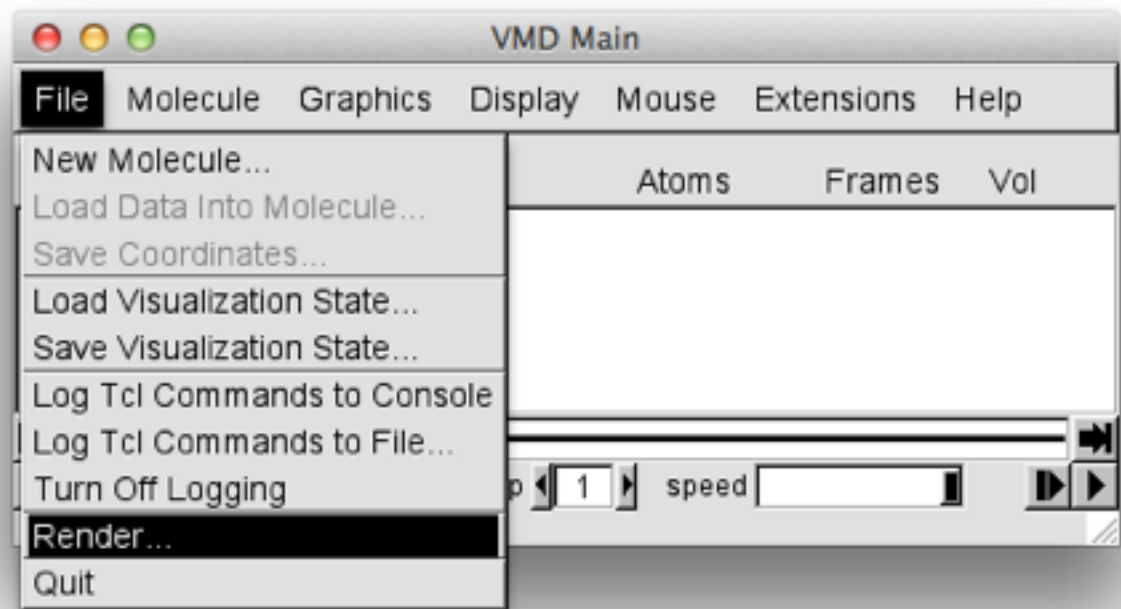 VMD Main
File Molecule Graphics Display Mouse Extensions Help
New Molecule...
Atoms Frames Vol
Load Data Into Molecule...
Save Coordinates...
Load Visualization State...
Save Visualization State...
Log Tcl Commands to Console
Log Tcl Commands to File...
Turn Off Logging
p 1 speed
Render...
Quit